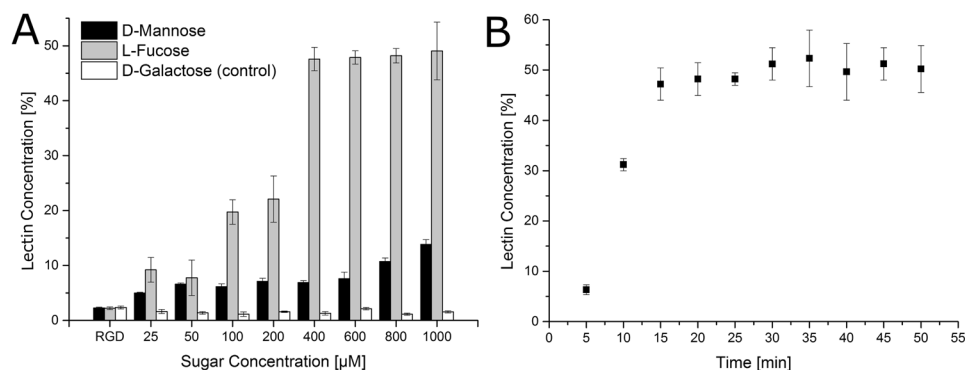 A
D-Mannose
L-Fucose
D-Galactose (control)
Lectin Concentration [%]
50
40
30
20
10
5
0
RGD 25 50 100 200 400 600 800 1000
Sugar Concentration [µM]
B
Lectin Concentration [%]
60
50
40
30
20
10
0
0 5 10 15 20 25 30 35 40 45 50 55
Time [min]